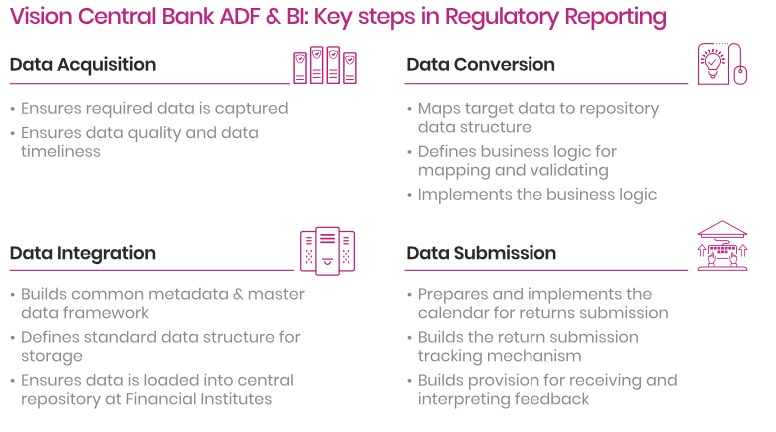 Vision Central Bank ADF & BI: Key steps in Regulatory Reporting
Data Acquisition
• Ensures required data is captured
• Ensures data quality and data
timeliness
Data Conversion
• Maps target data to repository
data structure
• Defines business logic for
mapping and validating
• Implements the business logic
Data Integration
• Builds common metadata & master
data framework
• Defines standard data structure for
storage
• Ensures data is loaded into central
repository at Financial Institutes
Data Submission
• Prepares and implements the
calendar for returns submission
• Builds the return submission
tracking mechanism
• Builds provision for receiving and
interpreting feedback